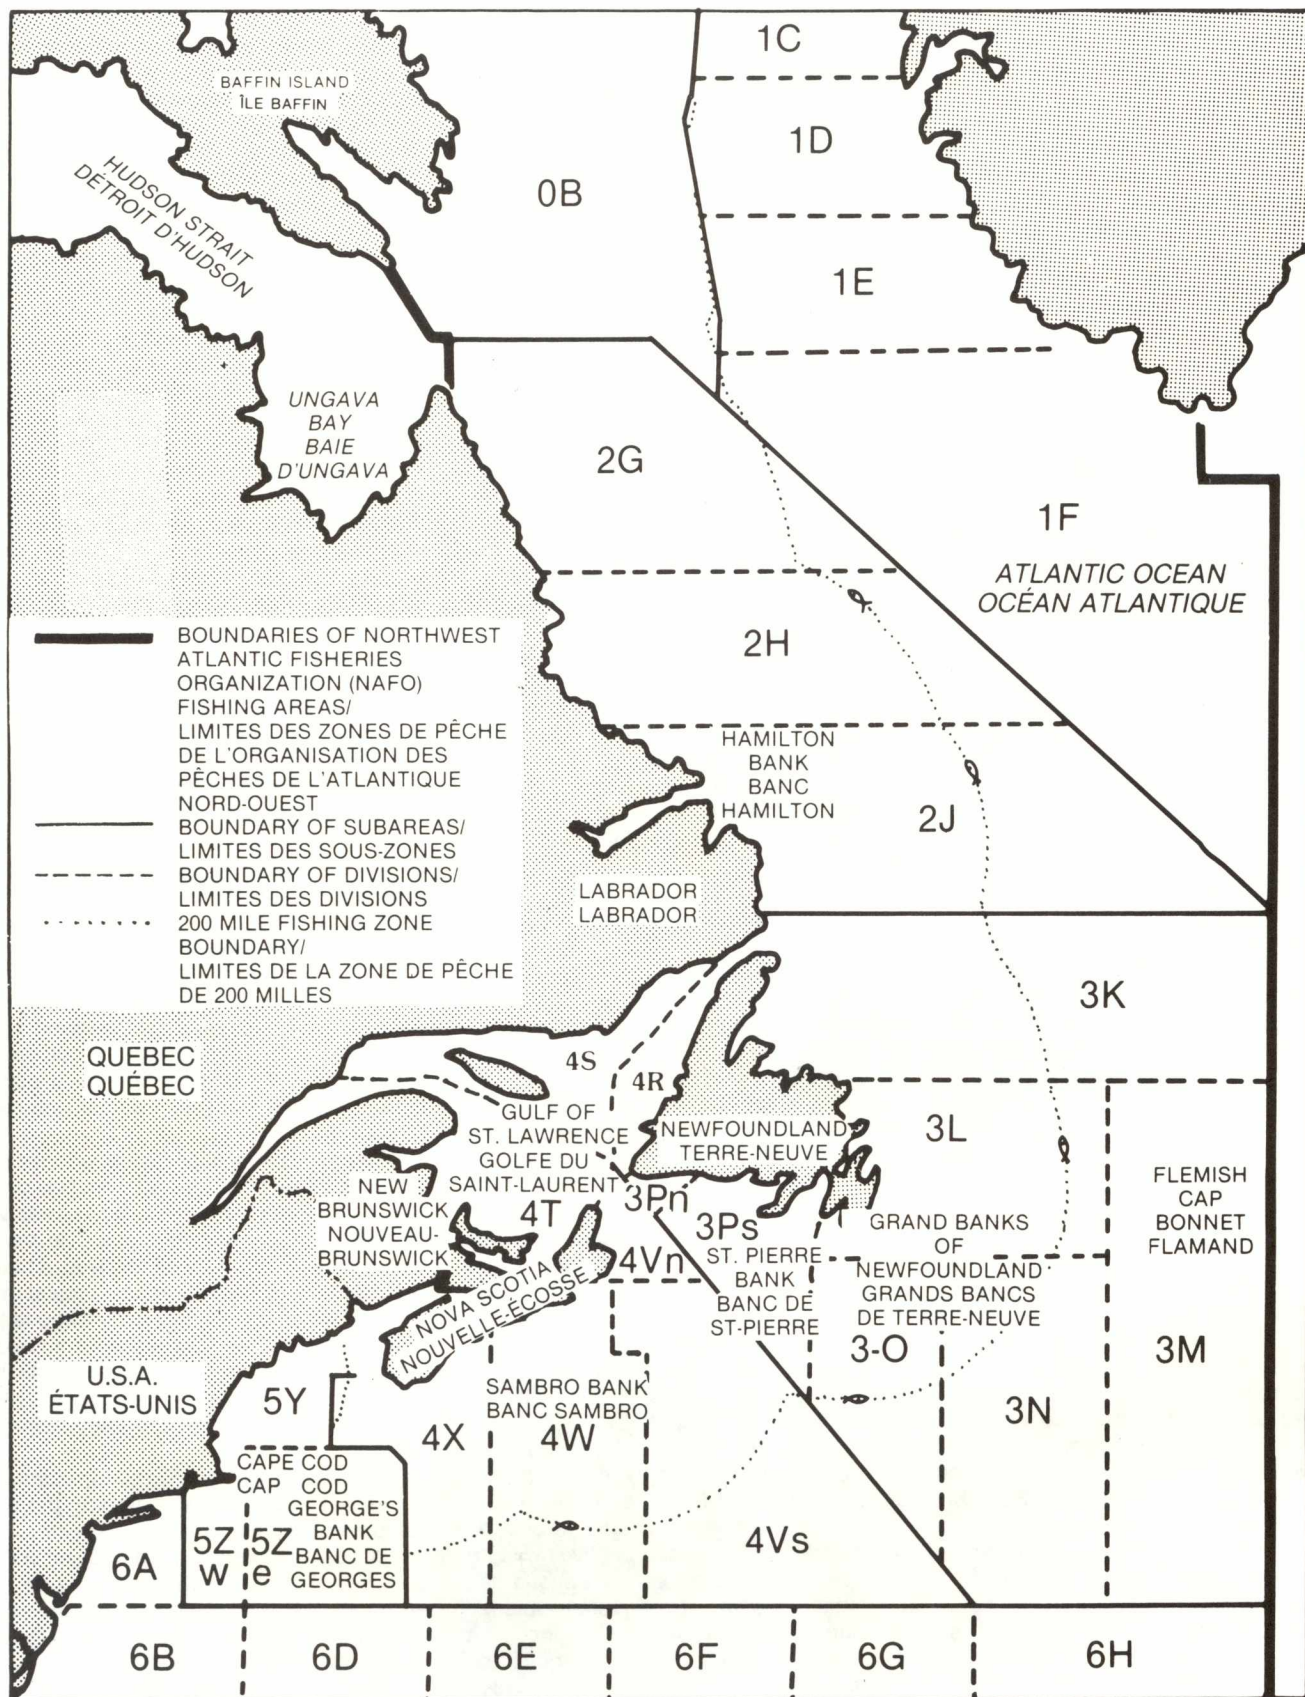 1C
BAFFIN ISLAND
ÎLE BAFFIN
1D
HUDSON STRAIT
DÉTROIT D'HUDSON
0B
1E
UNGAVA
BAY
BAIE
D'UNGAVA
2G
1F
ATLANTIC OCEAN
OCÉAN ATLANTIQUE
2H
BOUNDARIES OF NORTHWEST
ATLANTIC FISHERIES
ORGANIZATION (NAFO)
FISHING AREAS/
LIMITES DES ZONES DE PÊCHE
DE L'ORGANISATION DES
PÊCHES DE L'ATLANTIQUE
NORD-OUEST
BOUNDARY OF SUBAREAS/
LIMITES DES SOUS-ZONES
BOUNDARY OF DIVISIONS/
LIMITES DES DIVISIONS
200 MILE FISHING ZONE
BOUNDARY/
LIMITES DE LA ZONE DE PÊCHE
DE 200 MILLES
HAMILTON
BANK
BANC
HAMILTON
2J
LABRADOR
LABRADOR
3K
QUEBEC
QUÉBEC
4S
4R
GULF OF
ST. LAWRENCE
GOLFE DU
SAINT-LAURENT
NEWFOUNDLAND
TERRE-NEUVE
3L
FLEMISH
CAP
BONNET
FLAMAND
NEW
BRUNSWICK
NOUVEAU-
BRUNSWICK
4T
3Pn
3Ps
4Vn
ST. PIERRE
BANK
BANC DE
ST-PIERRE
GRAND BANKS
OF
NEWFOUNDLAND
GRANDS BANCS
DE TERRE-NEUVE
NOVA SCOTIA
NOUVELLE-ÉCOSSE
3-O
3M
U.S.A.
ÉTATS-UNIS
5Y
SAMBRO BANK
BANC SAMBRO
4X
4W
3N
CAPE COD
CAP COD
GEORGE'S
BANK
BANC DE
GEORGES
6A
5Z
w
5Z
e
4Vs
6B
6D
6E
6F
6G
6H